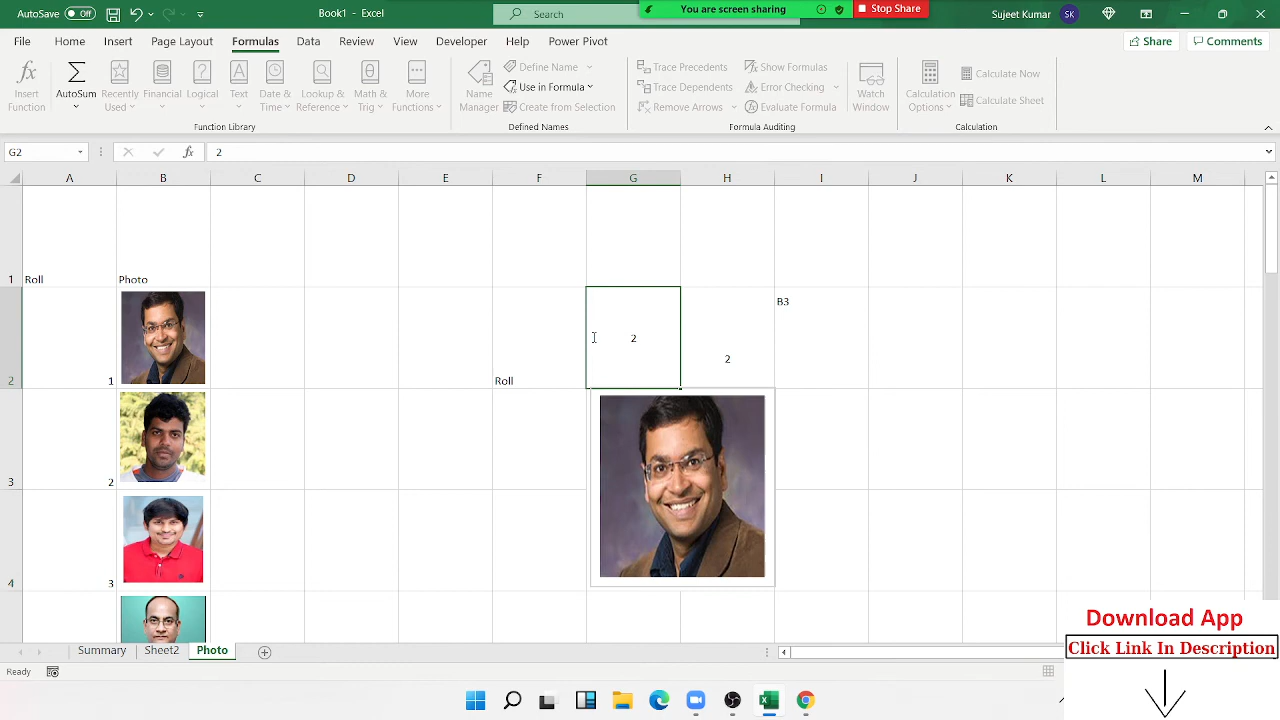 AutoSave Off Book1 - Excel Search You are screen sharing Stop Share Sujeet Kumar SK
File Home Insert Page Layout Formulas Data Review View Developer Help Power Pivot Share Comments
Insert Function
AutoSum
Recently Used
Financial
Logical
Text
Date & Time
Lookup & Reference
Math & Trig
More Functions
Function Library
Name Manager
Define Name
Use in Formula
Create from Selection
Defined Names
Trace Precedents
Trace Dependents
Remove Arrows
Show Formulas
Error Checking
Evaluate Formula
Formula Auditing
Watch Window
Calculation Options
Calculate Now
Calculate Sheet
Calculation
G2 fx 2
A B C D E F G H I J K L M
1 Roll Photo
2 1 Roll 2 2 B3
3 2
4 3
Summary Sheet2 Photo
Ready
Download App
Click Link In Description